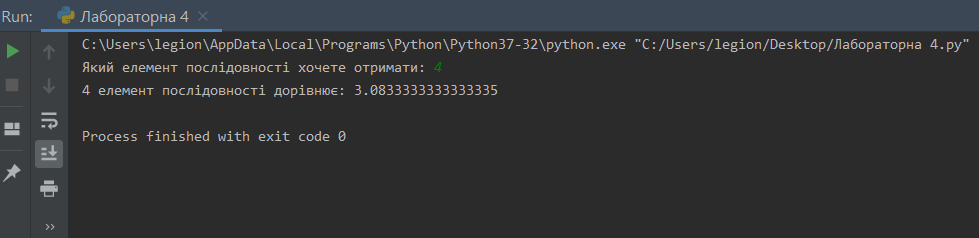 Run: Лабораторна 4
C:\Users\legion\AppData\Local\Programs\Python\Python37-32\python.exe "C:/Users/legion/Desktop/Лабораторна 4.py"
Який елемент послідовності хочете отримати: 4
4 елемент послідовності дорівнює: 3.0833333333333335
Process finished with exit code 0